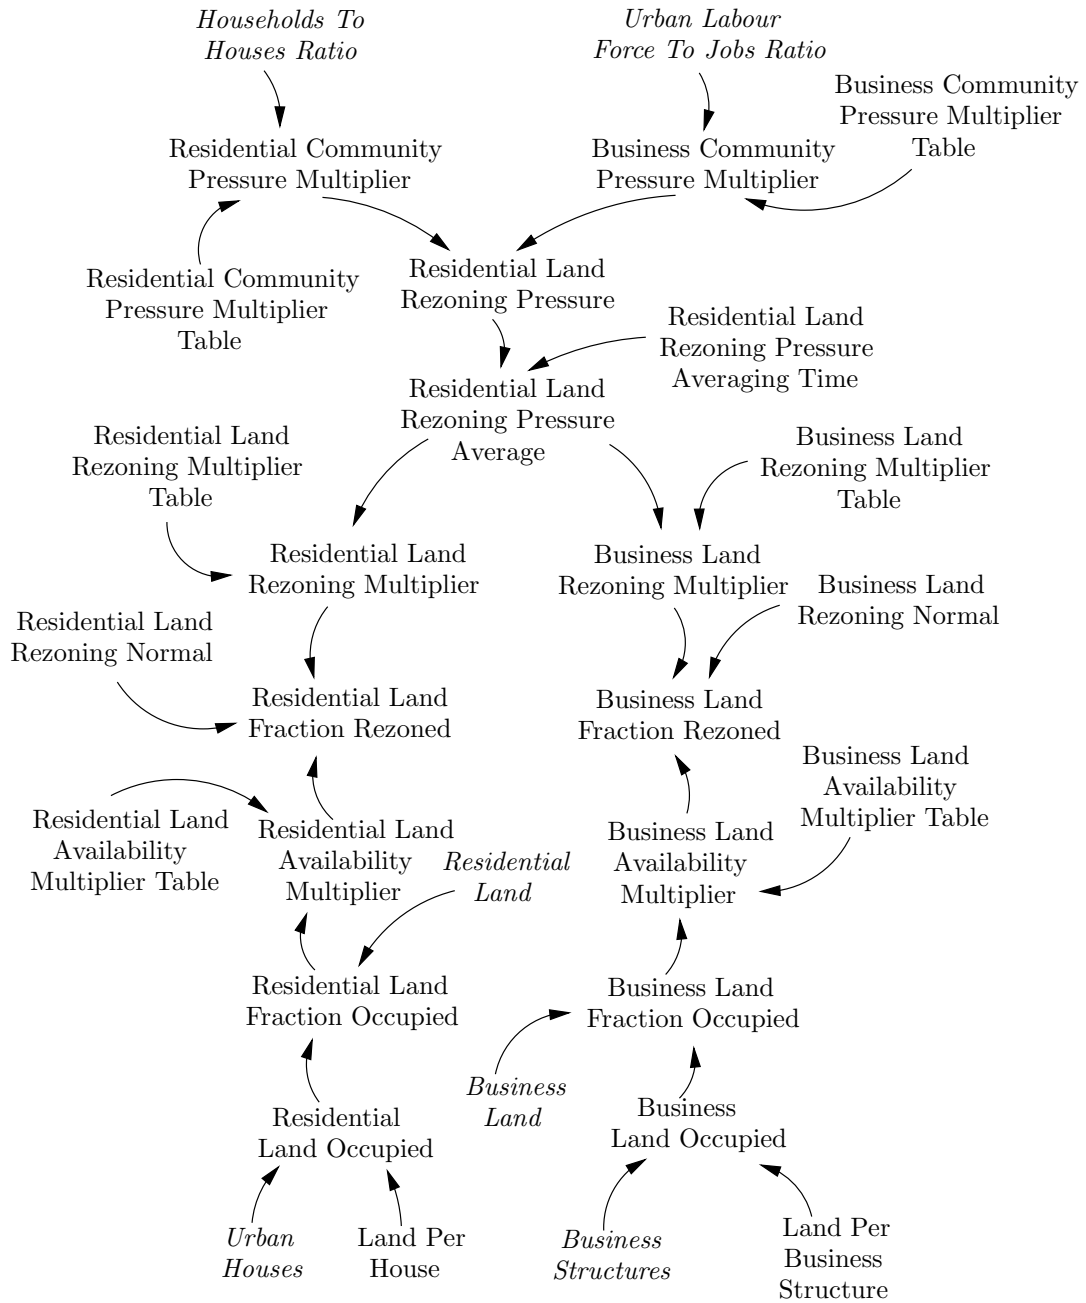 Households To
Houses Ratio
Urban Labour
Force To Jobs Ratio
Business Community
Pressure Multiplier
Table
Residential Community
Pressure Multiplier
Business Community
Pressure Multiplier
Residential Community
Pressure Multiplier
Table
Residential Land
Rezoning Pressure
Residential Land
Rezoning Pressure
Averaging Time
Residential Land
Rezoning Pressure
Average
Residential Land
Rezoning Multiplier
Table
Business Land
Rezoning Multiplier
Table
Residential Land
Rezoning Multiplier
Business Land
Rezoning Multiplier
Business Land
Rezoning Normal
Residential Land
Rezoning Normal
Residential Land
Fraction Rezoned
Business Land
Fraction Rezoned
Business Land
Availability
Multiplier Table
Residential Land
Availability
Multiplier Table
Residential Land
Availability
Multiplier
Residential
Land
Business Land
Availability
Multiplier
Residential Land
Fraction Occupied
Business Land
Fraction Occupied
Business
Land
Residential
Land Occupied
Business
Land Occupied
Urban
Houses
Land Per
House
Business
Structures
Land Per
Business
Structure